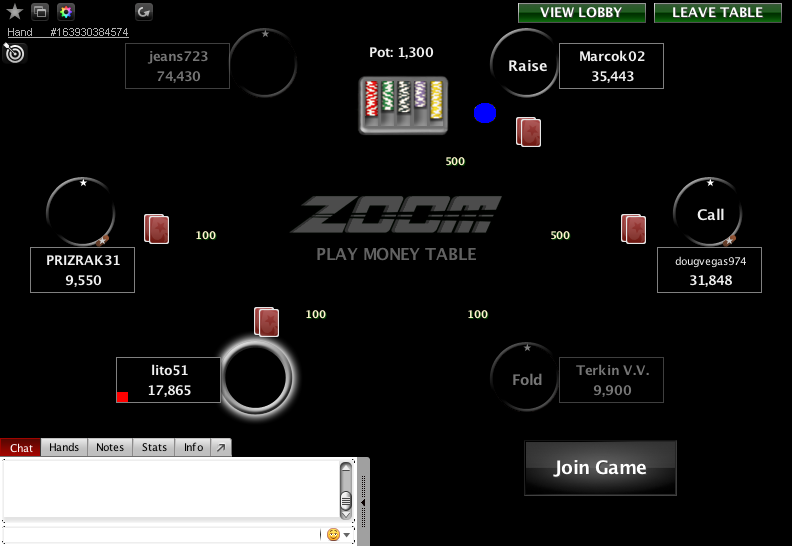 VIEW LOBBY
LEAVE TABLE
Hand #163930384574
jeans723
74,430
Pot: 1,300
Raise
Marcok02
35,443
500
PRIZRAK31
9,550
100
ZOOM
PLAY MONEY TABLE
500
Call
dougvegas974
31,848
100
100
lito51
17,865
Fold
Terkin V.V.
9,900
Chat Hands Notes Stats Info
Join Game